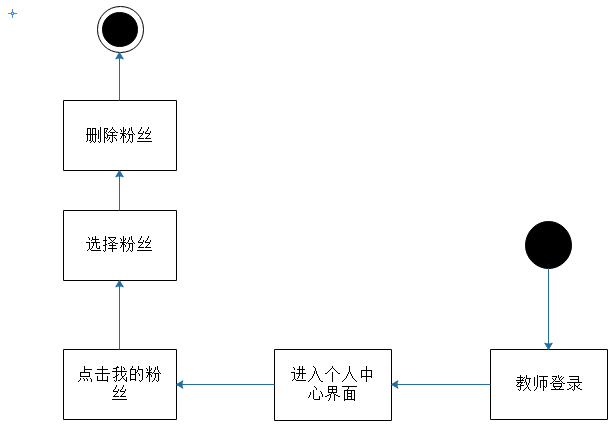 删除粉丝
选择粉丝
点击我的粉
丝
进入个人中
心界面
教师登录